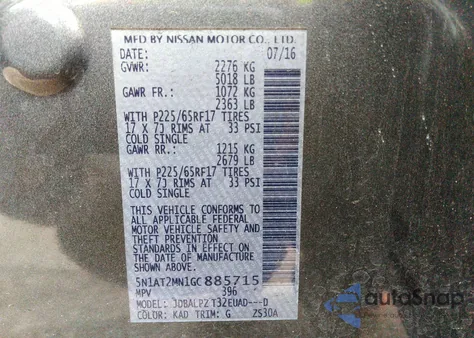 MFD BY NISSAN MOTOR CO., LTD.
DATE: 07/16
GVWR: 2276 KG
5018 LB
GAWR FR: 1072 KG
2363 LB
WITH P225/65RF17 TIRES
17 X 7J RIMS AT 33 PSI
COLD SINGLE
GAWR RR: 1215 KG
2679 LB
WITH P225/65RF17 TIRES
17 X 7J RIMS AT 33 PSI
COLD SINGLE
THIS VEHICLE CONFORMS TO
ALL APPLICABLE FEDERAL
MOTOR VEHICLE SAFETY
AND THEFT PREVENTION
STANDARDS IN EFFECT ON
THE DATE OF MANUFACTURE
SHOWN ABOVE.
5N1AT2MN1GC885715
MPV 396
MODEL: JDBALP2 T32EUAD---D
COLOR: KAD TRIM: G ZS30A
autoSnap